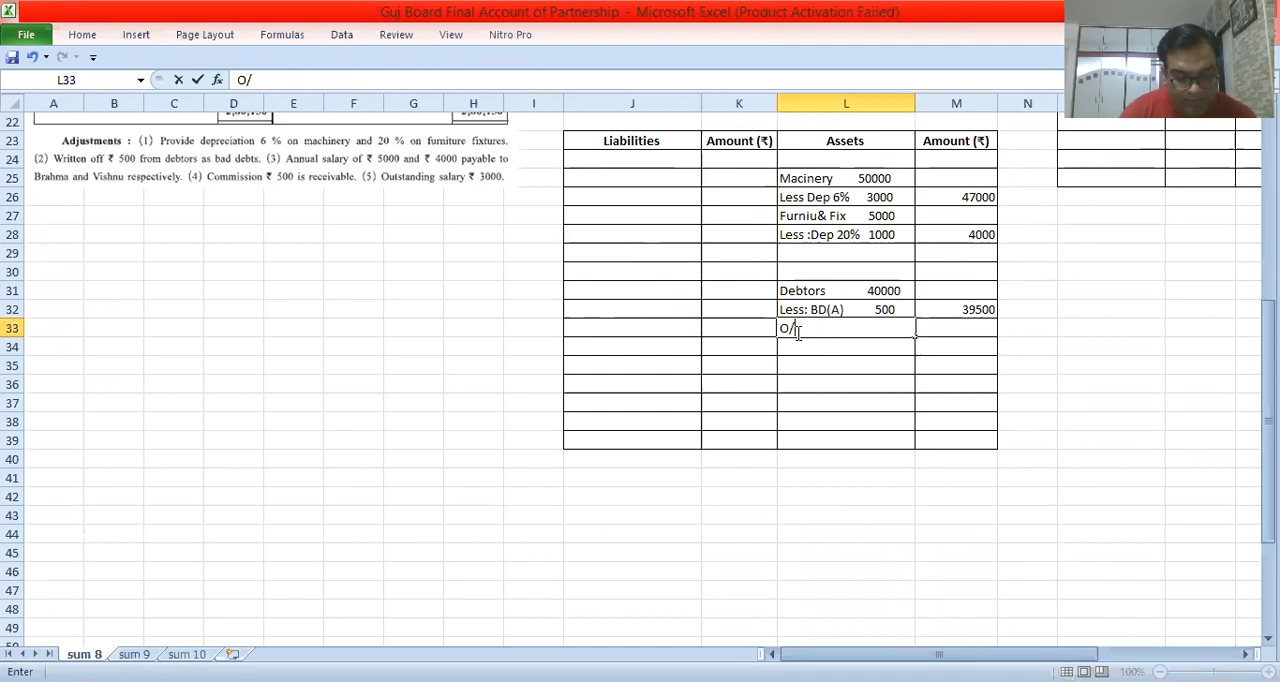 Guj Board Final Account of Partnership - Microsoft Excel (Product Activation Failed)
File Home Insert Page Layout Formulas Data Review View Nitro Pro
L33 fx O/
A B C D E F G H I J K L M N
22
23 Liabilities Amount (₹) Assets Amount (₹)
Adjustments : (1) Provide depreciation 6 % on machinery and 20 % on furniture fixtures.
24
(2) Written off ₹ 500 from debtors as bad debts. (3) Annual salary of ₹ 5000 and ₹ 4000 payable to
25 Macinery 50000
Brahma and Vishnu respectively. (4) Commission ₹ 500 is receivable. (5) Outstanding salary ₹ 3000.
26 Less Dep 6% 3000 47000
27 Furniu& Fix 5000
28 Less :Dep 20% 1000 4000
29
30
31 Debtors 40000
32 Less: BD(A) 500 39500
33 O/
34
35
36
37
38
39
40
41
42
43
44
45
46
47
48
49
sum 8 sum 9 sum 10
Enter 100%